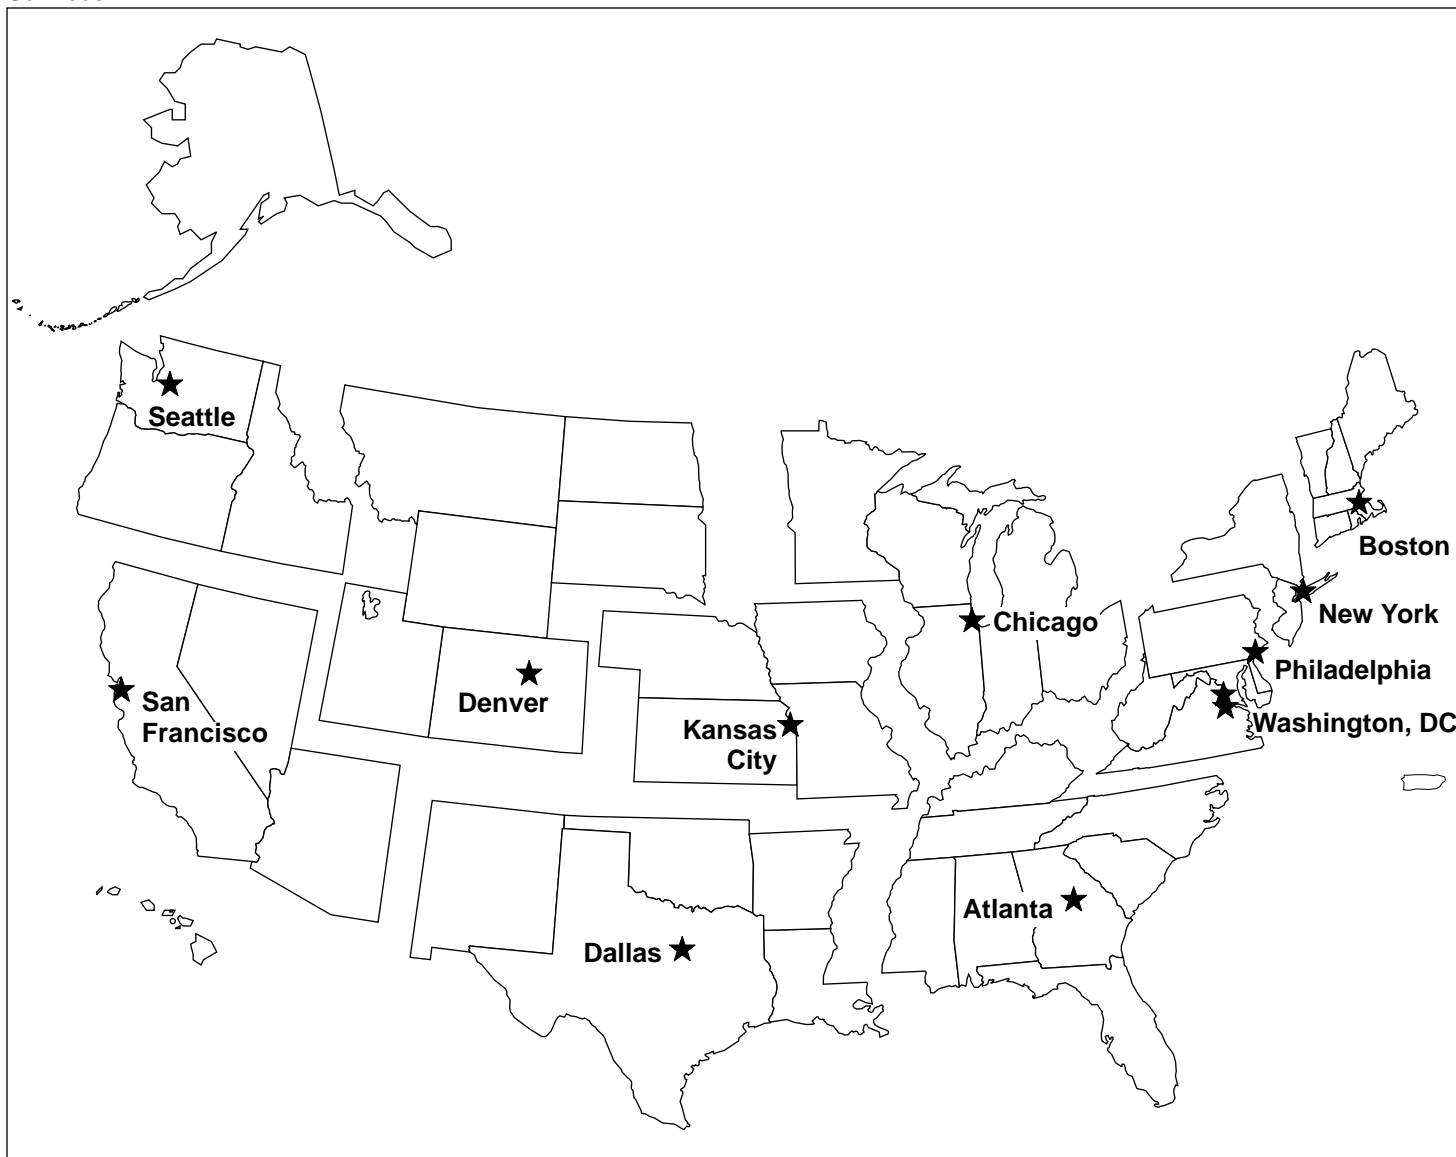 Seattle
Boston
New York
Chicago
Philadelphia
San
Francisco
Denver
Washington, DC
Kansas
City
Atlanta
Dallas